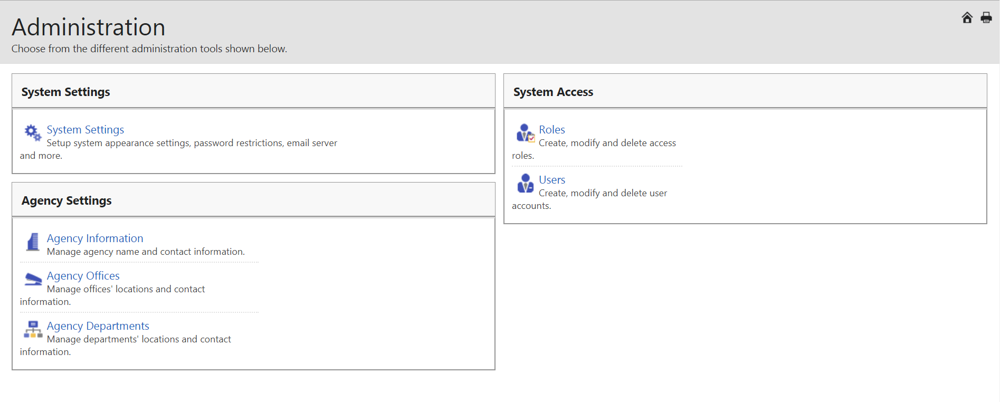 Administration
Choose from the different administration tools shown below.
System Settings
System Settings
Setup system appearance settings, password restrictions, email server
and more.
Agency Settings
Agency Information
Manage agency name and contact information.
Agency Offices
Manage offices' locations and contact
information.
Agency Departments
Manage departments' locations and contact
information.
System Access
Roles
Create, modify and delete access
roles.
Users
Create, modify and delete user
accounts.